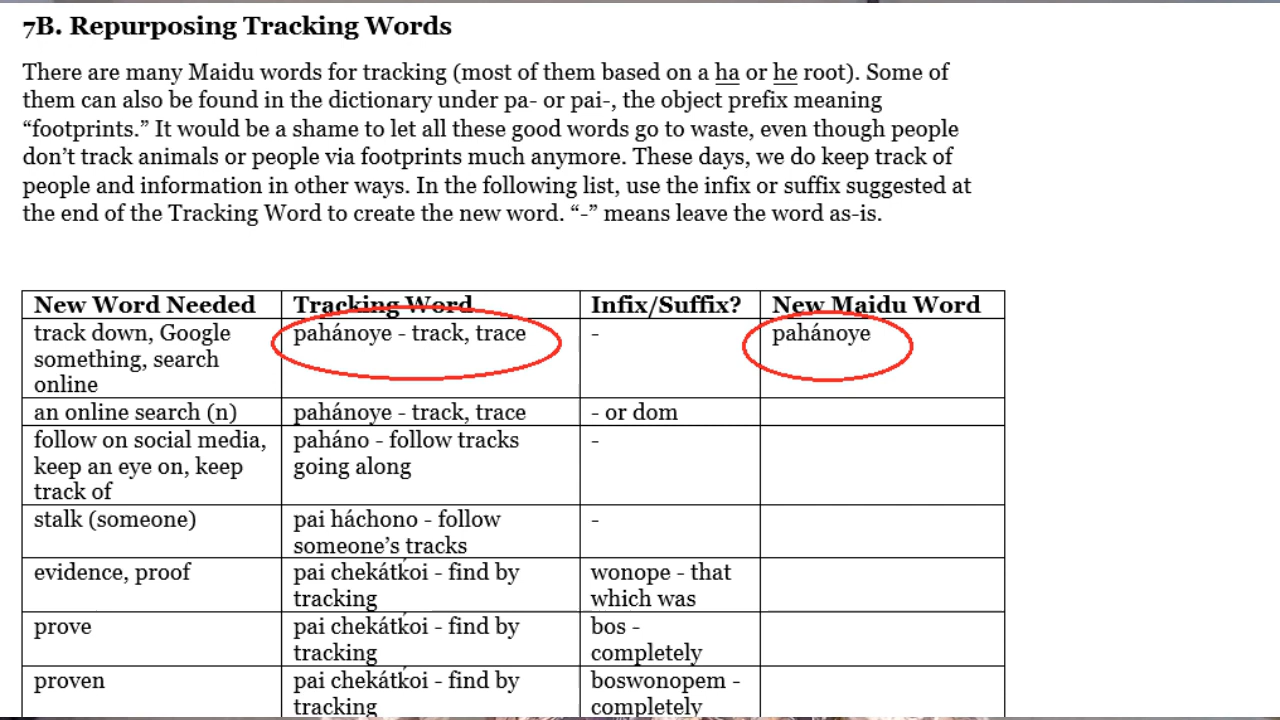 7B. Repurposing Tracking Words
There are many Maidu words for tracking (most of them based on a ha or he root). Some of
them can also be found in the dictionary under pa- or pai-, the object prefix meaning
“footprints.” It would be a shame to let all these good words go to waste, even though people
don’t track animals or people via footprints much anymore. These days, we do keep track of
people and information in other ways. In the following list, use the infix or suffix suggested at
the end of the Tracking Word to create the new word. “-” means leave the word as-is.
New Word Needed Tracking Word Infix/Suffix? New Maidu Word
track down, Google pahánoye - track, trace - pahánoye
something, search
online
an online search (n) pahánoye - track, trace - or dom
follow on social media, paháno - follow tracks -
keep an eye on, keep going along
track of
stalk (someone) pai háchono - follow -
someone’s tracks
evidence, proof pai chekátḱoi - find by wonope - that
tracking which was
prove pai chekátḱoi - find by bos -
tracking completely
proven pai chekátḱoi - find by boswonopem -
tracking completely